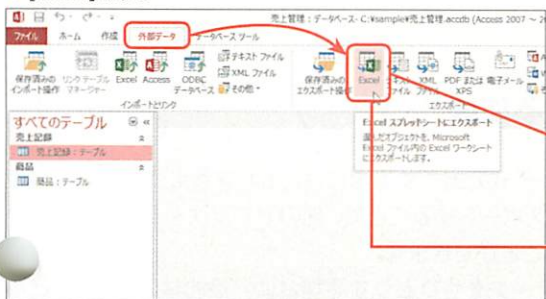 売上管理 : データベース- C:¥sample¥売上管理.accdb (Access 2007 ～ 2
ファイル ホーム 作成 外部データ データベース ツール
保存済みの インポート操作
リンクテーブル マネージャー
Excel
Access
ODBC データベース
テキスト ファイル
XML ファイル
その他
保存済みの エクスポート操作
Excel
テキスト ファイル
XML ファイル
PDF または XPS
電子メール
インポートとリンク
エクスポート
すべてのテーブル
売上記録
売上記録 : テーブル
商品
商品 : テーブル
Excel スプレッドシートにエクスポート
選んだオブジェクトを、Microsoft
Excel ファイル内の Excel ワークシート
にエクスポートします。